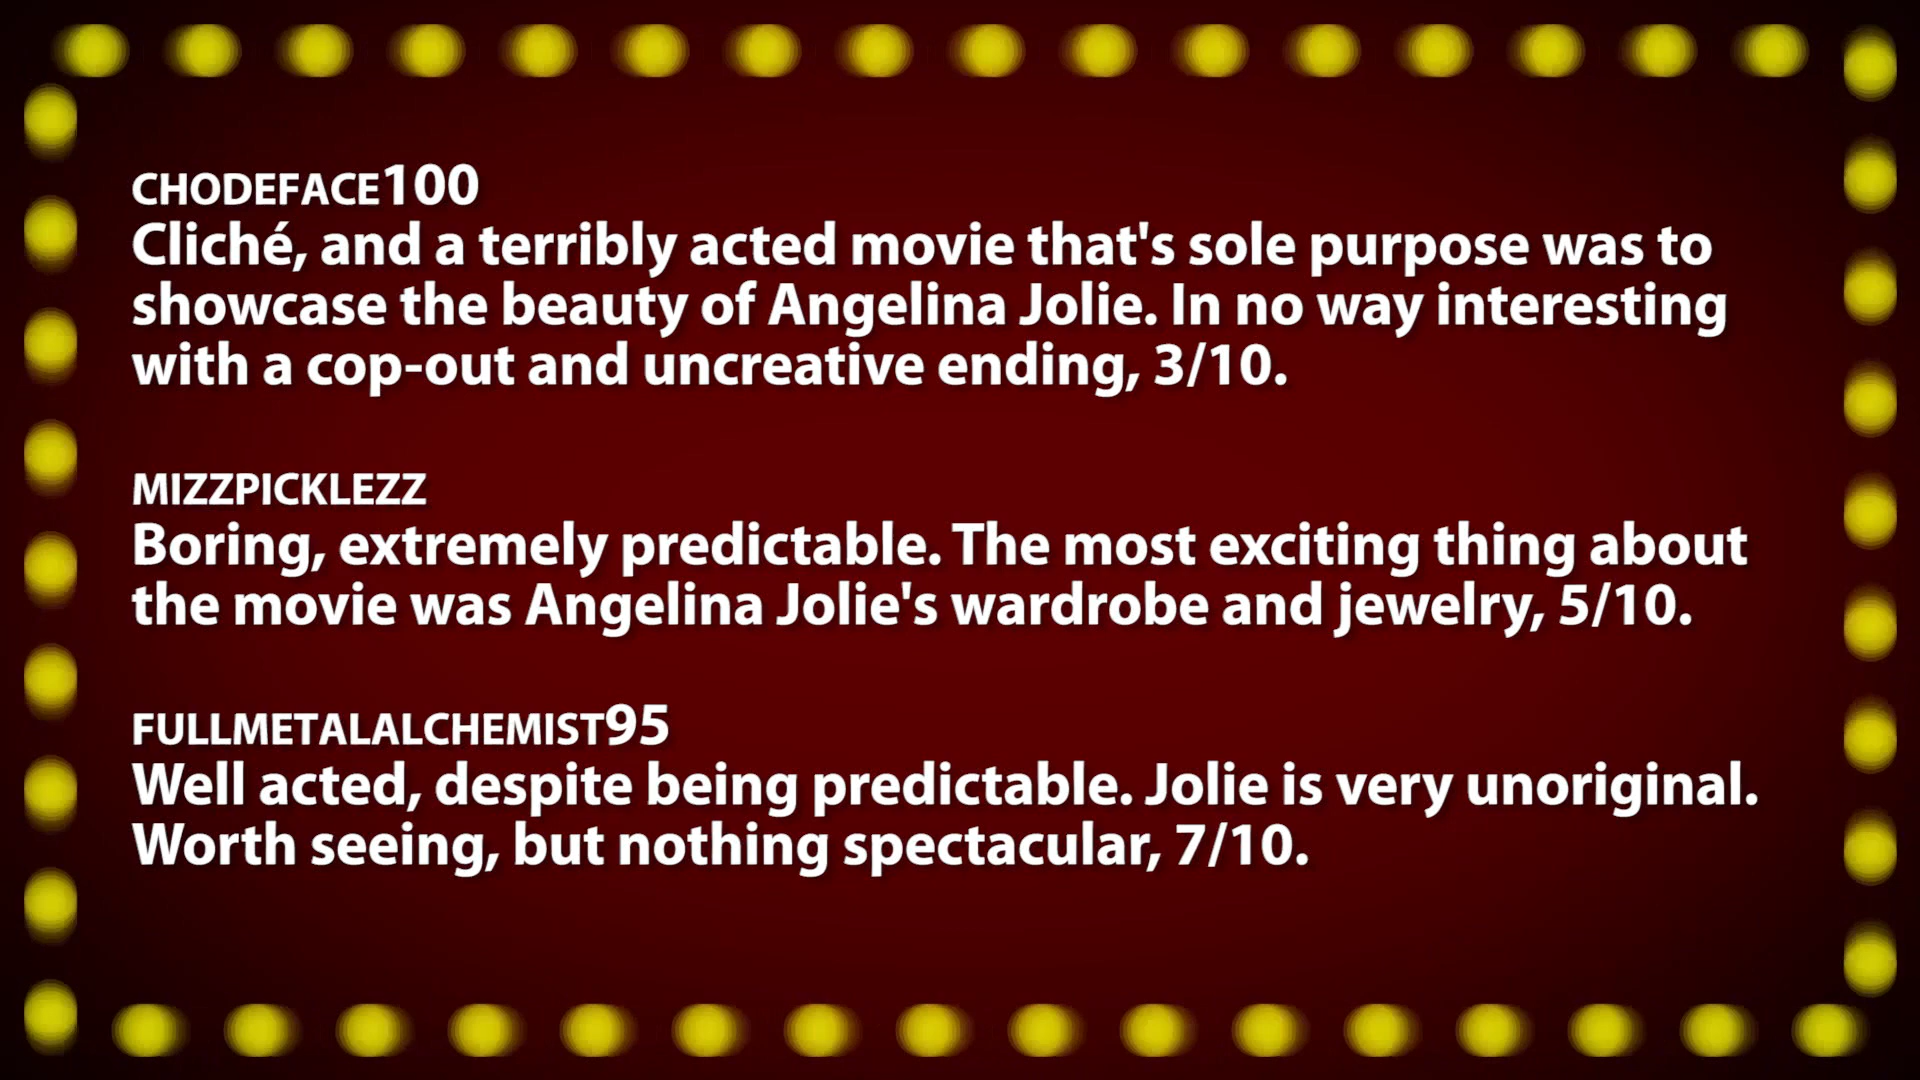 CHODEFACE100
Cliché, and a terribly acted movie that's sole purpose was to
showcase the beauty of Angelina Jolie. In no way interesting
with a cop-out and uncreative ending, 3/10.
MIZZPICKLEZZ
Boring, extremely predictable. The most exciting thing about
the movie was Angelina Jolie's wardrobe and jewelry, 5/10.
FULLMETALALCHEMIST95
Well acted, despite being predictable. Jolie is very unoriginal.
Worth seeing, but nothing spectacular, 7/10.